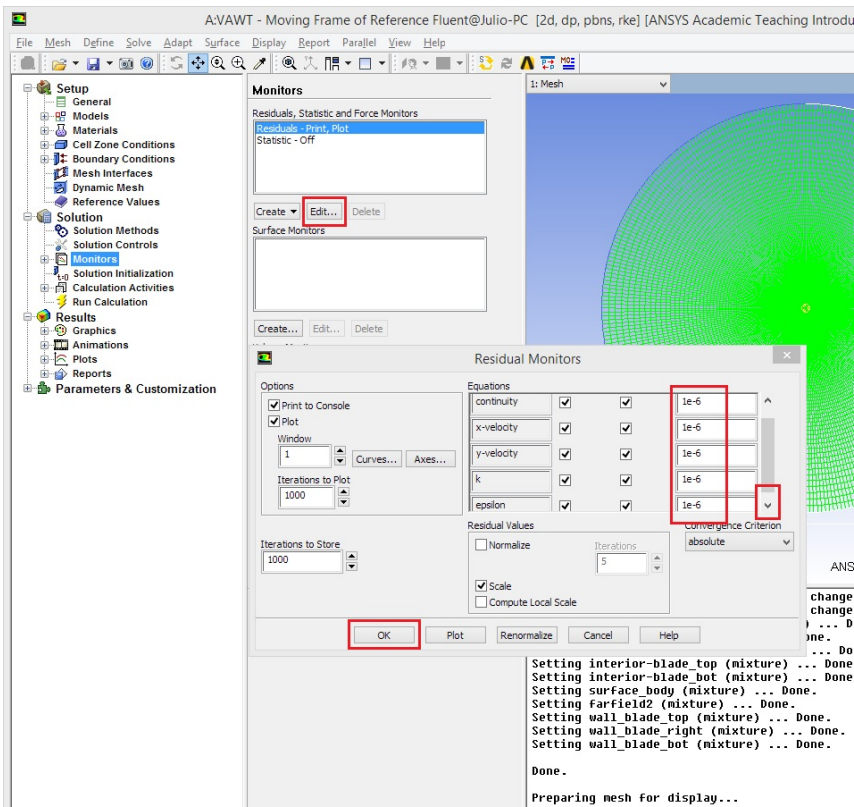 A:VAWT - Moving Frame of Reference Fluent@Julio-PC [2d, dp, pbns, rke] [ANSYS Academic Teaching Introdu
File Mesh Define Solve Adapt Surface Display Report Parallel View Help
Setup
General
Models
Materials
Cell Zone Conditions
Boundary Conditions
Mesh Interfaces
Dynamic Mesh
Reference Values
Solution
Solution Methods
Solution Controls
Monitors
Solution Initialization
Calculation Activities
Run Calculation
Results
Graphics
Animations
Plots
Reports
Parameters & Customization
Monitors
Residuals, Statistic and Force Monitors
Residuals - Print, Plot
Statistic - Off
Create Edit... Delete
Surface Monitors
Create... Edit... Delete
1: Mesh
Residual Monitors
Options
Print to Console
Plot
Window
1
Curves... Axes...
Iterations to Plot
1000
Iterations to Store
1000
Equations
continuity 1e-6
x-velocity 1e-6
y-velocity 1e-6
k 1e-6
epsilon 1e-6
Residual Values
Normalize
Iterations
5
Scale
Compute Local Scale
Convergence Criterion
absolute
OK Plot Renormalize Cancel Help
ANS
change
change
) ... D
one.
... Do
Setting interior-blade_top (mixture) ... Done
Setting interior-blade_bot (mixture) ... Done
Setting surface_body (mixture) ... Done.
Setting farfield2 (mixture) ... Done.
Setting wall_blade_top (mixture) ... Done.
Setting wall_blade_right (mixture) ... Done.
Setting wall_blade_bot (mixture) ... Done.
Done.
Preparing mesh for display...